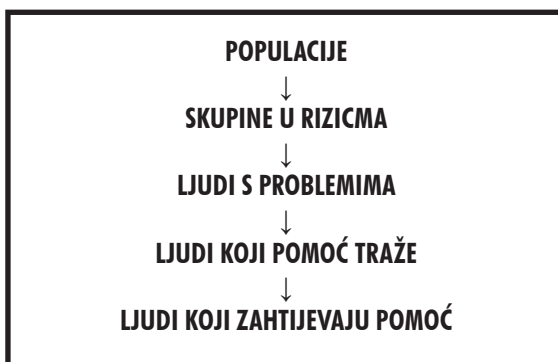 POPULACIJE
↓
SKUPINE U RIZICMA
↓
LJUDI S PROBLEMIMA
↓
LJUDI KOJI POMOĆ TRAŽE
↓
LJUDI KOJI ZAHTIJEVAJU POMOĆ